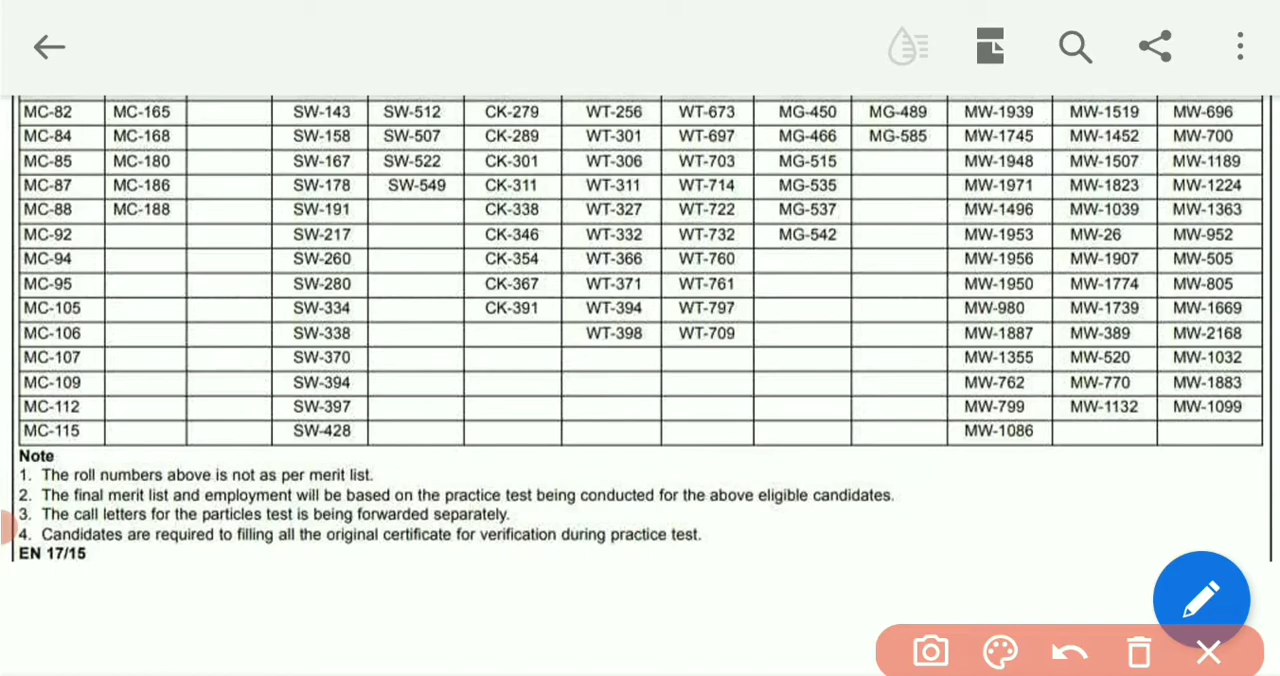 MC-82 MC-165 SW-143 SW-512 CK-279 WT-256 WT-673 MG-450 MG-489 MW-1939 MW-1519 MW-696
MC-84 MC-168 SW-158 SW-507 CK-289 WT-301 WT-697 MG-466 MG-585 MW-1745 MW-1452 MW-700
MC-85 MC-180 SW-167 SW-522 CK-301 WT-306 WT-703 MG-515 MW-1948 MW-1507 MW-1189
MC-87 MC-186 SW-178 SW-549 CK-311 WT-311 WT-714 MG-535 MW-1971 MW-1823 MW-1224
MC-88 MC-188 SW-191 CK-338 WT-327 WT-722 MG-537 MW-1496 MW-1039 MW-1363
MC-92 SW-217 CK-346 WT-332 WT-732 MG-542 MW-1953 MW-26 MW-952
MC-94 SW-260 CK-354 WT-366 WT-760 MW-1956 MW-1907 MW-505
MC-95 SW-280 CK-367 WT-371 WT-761 MW-1950 MW-1774 MW-805
MC-105 SW-334 CK-391 WT-394 WT-797 MW-980 MW-1739 MW-1669
MC-106 SW-338 WT-398 WT-709 MW-1887 MW-389 MW-2168
MC-107 SW-370 MW-1355 MW-520 MW-1032
MC-109 SW-394 MW-762 MW-770 MW-1883
MC-112 SW-397 MW-799 MW-1132 MW-1099
MC-115 SW-428 MW-1086
Note
1. The roll numbers above is not as per merit list.
2. The final merit list and employment will be based on the practice test being conducted for the above eligible candidates.
3. The call letters for the particles test is being forwarded separately.
4. Candidates are required to filling all the original certificate for verification during practice test.
EN 17/15